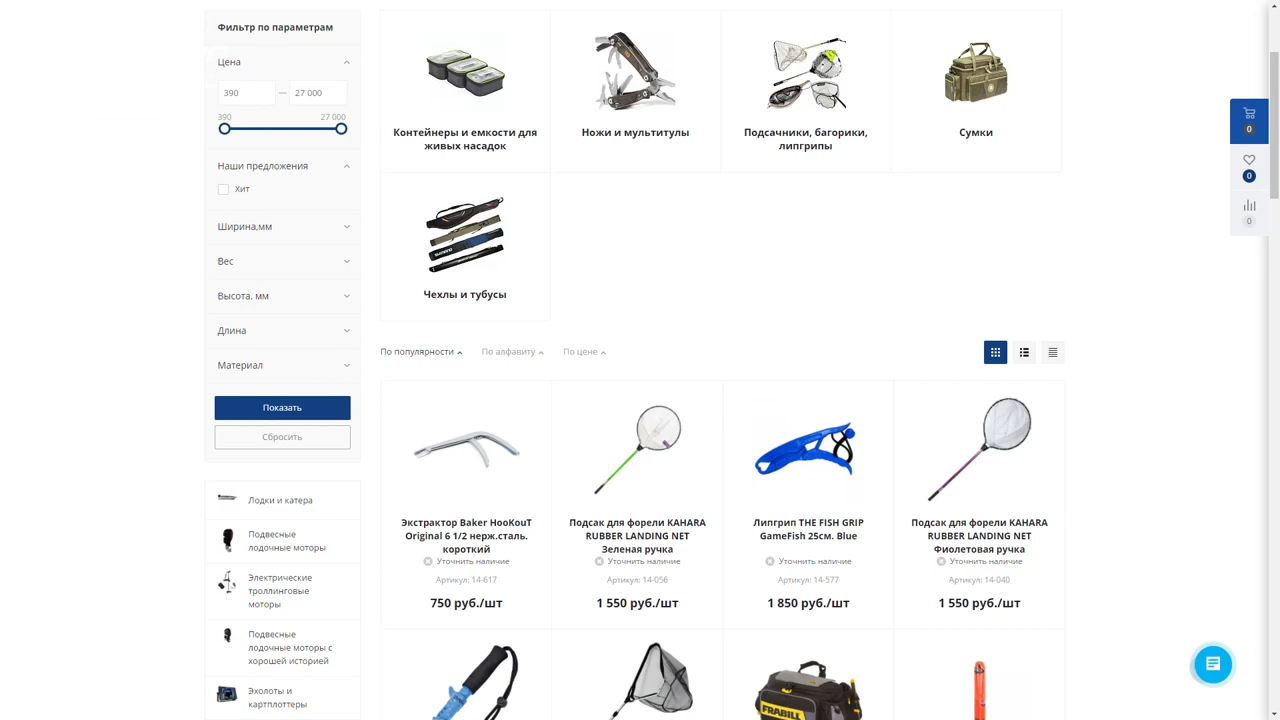 Фильтр по параметрам
Цена
390 — 27 000
390 27 000
Наши предложения
Хит
Ширина,мм
Вес
Высота, мм
Длина
Материал
Показать
Сбросить
Лодки и катера
Подвесные
лодочные моторы
Электрические
троллинговые
моторы
Подвесные
лодочные моторы с
хорошей историей
Эхолоты и
картплоттеры
Контейнеры и емкости для
живых насадок
Ножи и мультитулы
Подсачники, багорики,
липгрипы
Сумки
Чехлы и тубусы
По популярности По алфавиту По цене
Экстрактор Baker HooKouT
Original 6 1/2 нерж.сталь.
короткий
Уточнить наличие
Артикул: 14-617
750 руб./шт
Подсак для форели KAHARA
RUBBER LANDING NET
Зеленая ручка
Уточнить наличие
Артикул: 14-056
1 550 руб./шт
Липгрип THE FISH GRIP
GameFish 25см. Blue
Уточнить наличие
Артикул: 14-577
1 850 руб./шт
Подсак для форели KAHARA
RUBBER LANDING NET
Фиолетовая ручка
Уточнить наличие
Артикул: 14-040
1 550 руб./шт
FRABILL
0
0
0